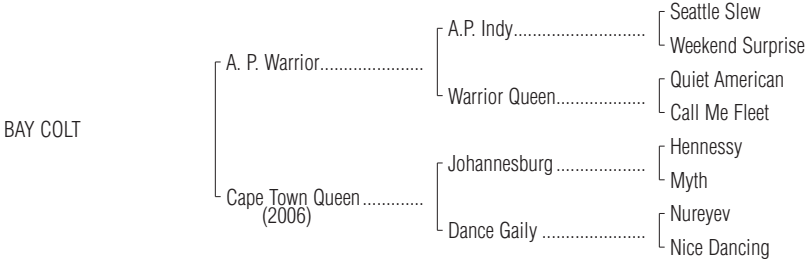 Seattle Slew
A.P. Indy............................
Weekend Surprise
A. P. Warrior......................
Quiet American
Warrior Queen...................
Call Me Fleet
BAY COLT
Hennessy
Johannesburg ...................
Myth
Cape Town Queen .............
(2006)
Nureyev
Dance Gaily ......................
Nice Dancing